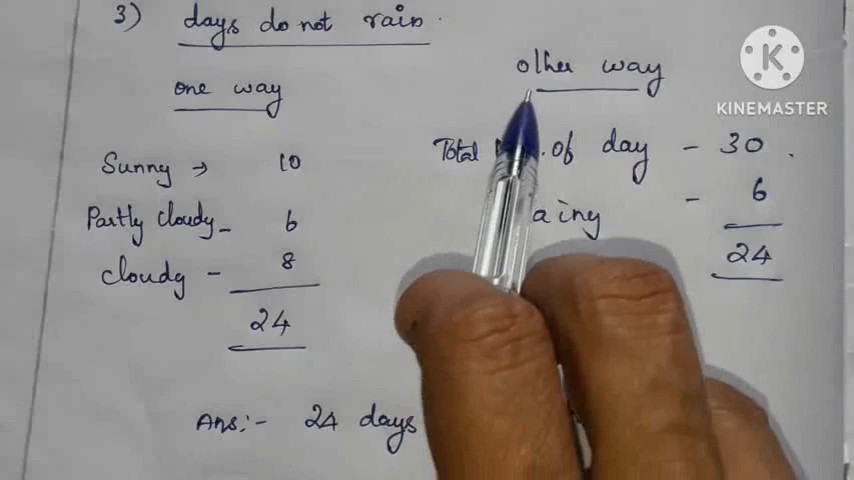 3) days do not rain.
one way
Sunny → 10
Partly cloudy - 6
cloudy - 8
24
Ans:- 24 days
other way
Total .of day - 30 .
ainy - 6
24
KINEMASTER